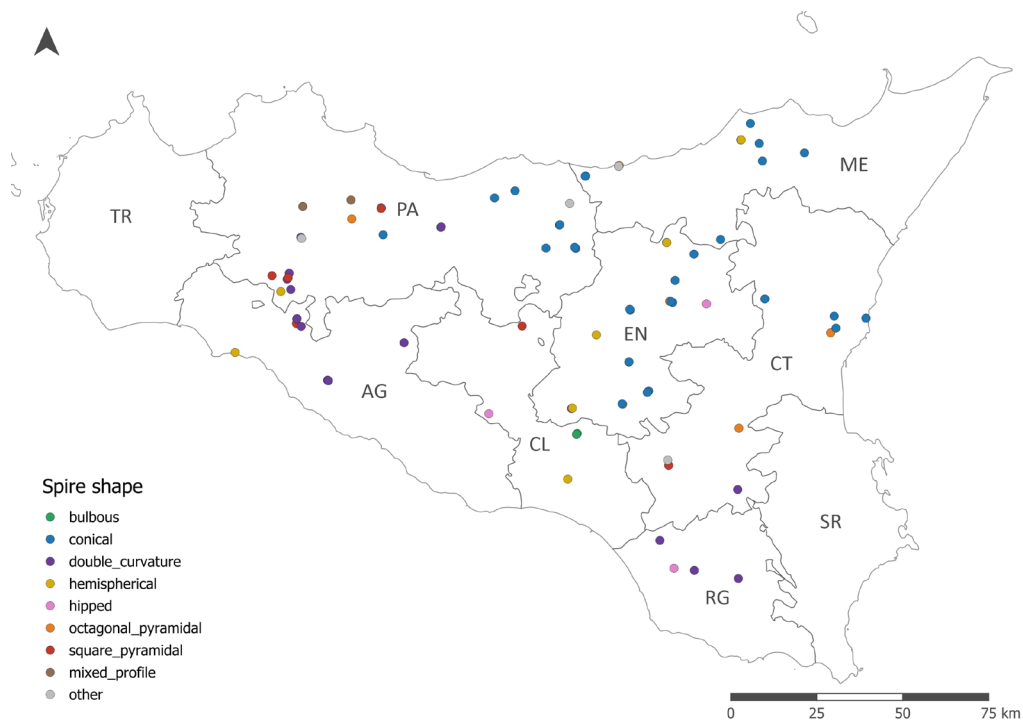 ME
PA
TR
EN
CT
AG
CL
SR
RG
Spire shape
bulbous
conical
double_curvature
hemispherical
hipped
octagonal_pyramidal
square_pyramidal
mixed_profile
other
0 25 50 75 km